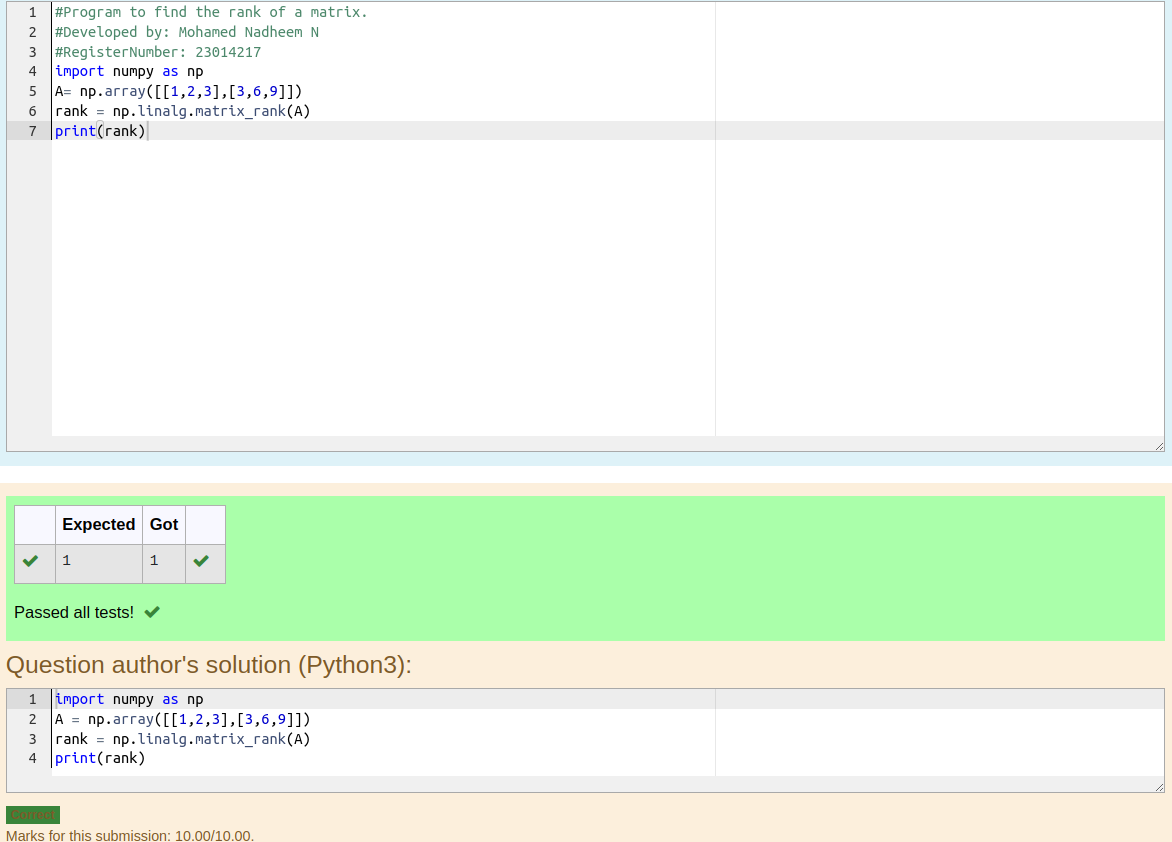 1 #Program to find the rank of a matrix.
2 #Developed by: Mohamed Nadheem N
3 #RegisterNumber: 23014217
4 import numpy as np
5 A= np.array([[1,2,3],[3,6,9]])
6 rank = np.linalg.matrix_rank(A)
7 print(rank)
Expected Got
1 1
Passed all tests!
Question author's solution (Python3):
1 import numpy as np
2 A = np.array([[1,2,3],[3,6,9]])
3 rank = np.linalg.matrix_rank(A)
4 print(rank)
Correct
Marks for this submission: 10.00/10.00.